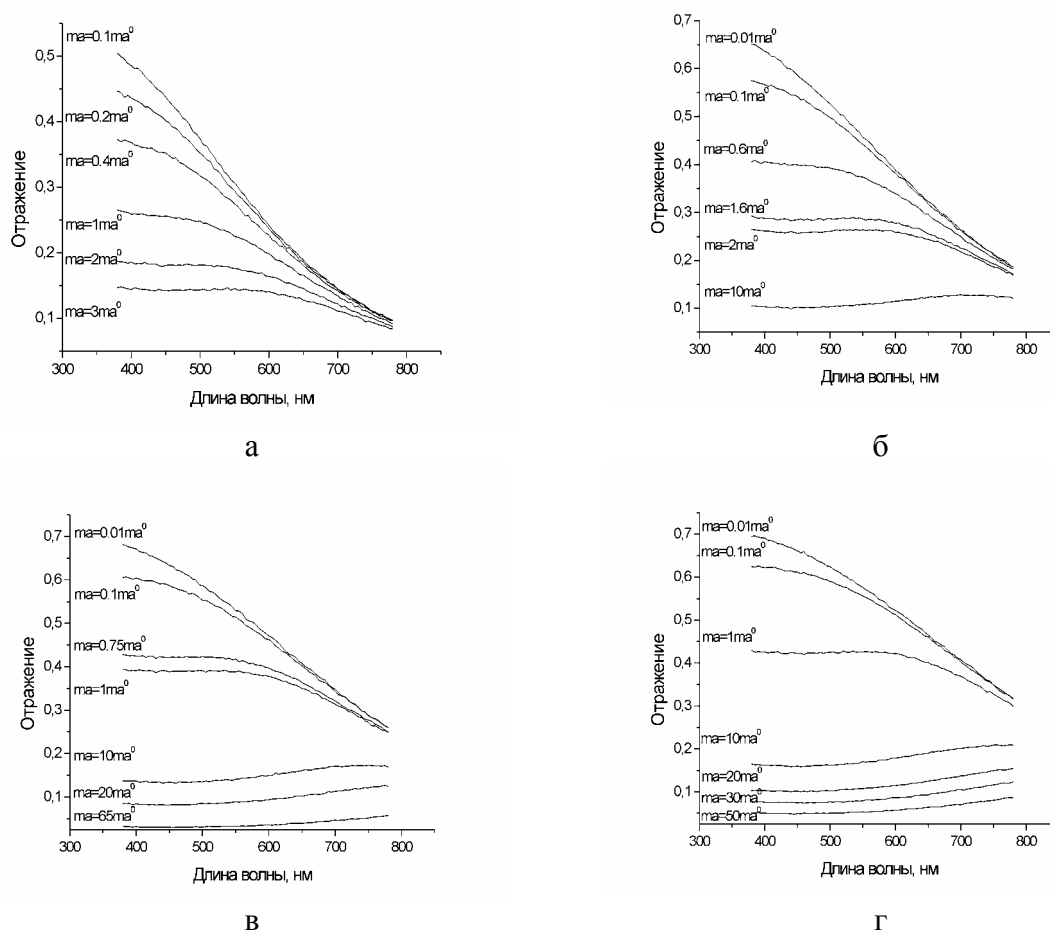 0,5
0,4
0,3
0,2
0,1
Отражение
ma=0.1ma⁰
ma=0.2ma⁰
ma=0.4ma⁰
ma=1ma⁰
ma=2ma⁰
ma=3ma⁰
300 400 500 600 700 800
Длина волны, нм
а
0,7
0,6
0,5
0,4
0,3
0,2
0,1
Отражение
ma=0.01ma⁰
ma=0.1ma⁰
ma=0.6ma⁰
ma=1.6ma⁰
ma=2ma⁰
ma=10ma⁰
300 400 500 600 700 800
Длина волны, нм
б
0,7
0,6
0,5
0,4
0,3
0,2
0,1
Отражение
ma=0.01ma⁰
ma=0.1ma⁰
ma=0.75ma⁰
ma=1ma⁰
ma=10ma⁰
ma=20ma⁰
ma=65ma⁰
300 400 500 600 700 800
Длина волны, нм
в
0,7
0,6
0,5
0,4
0,3
0,2
0,1
Отражение
ma=0.01ma⁰
ma=0.1ma⁰
ma=1ma⁰
ma=10ma⁰
ma=20ma⁰
ma=30ma⁰
ma=50ma⁰
300 400 500 600 700 800
Длина волны, нм
г